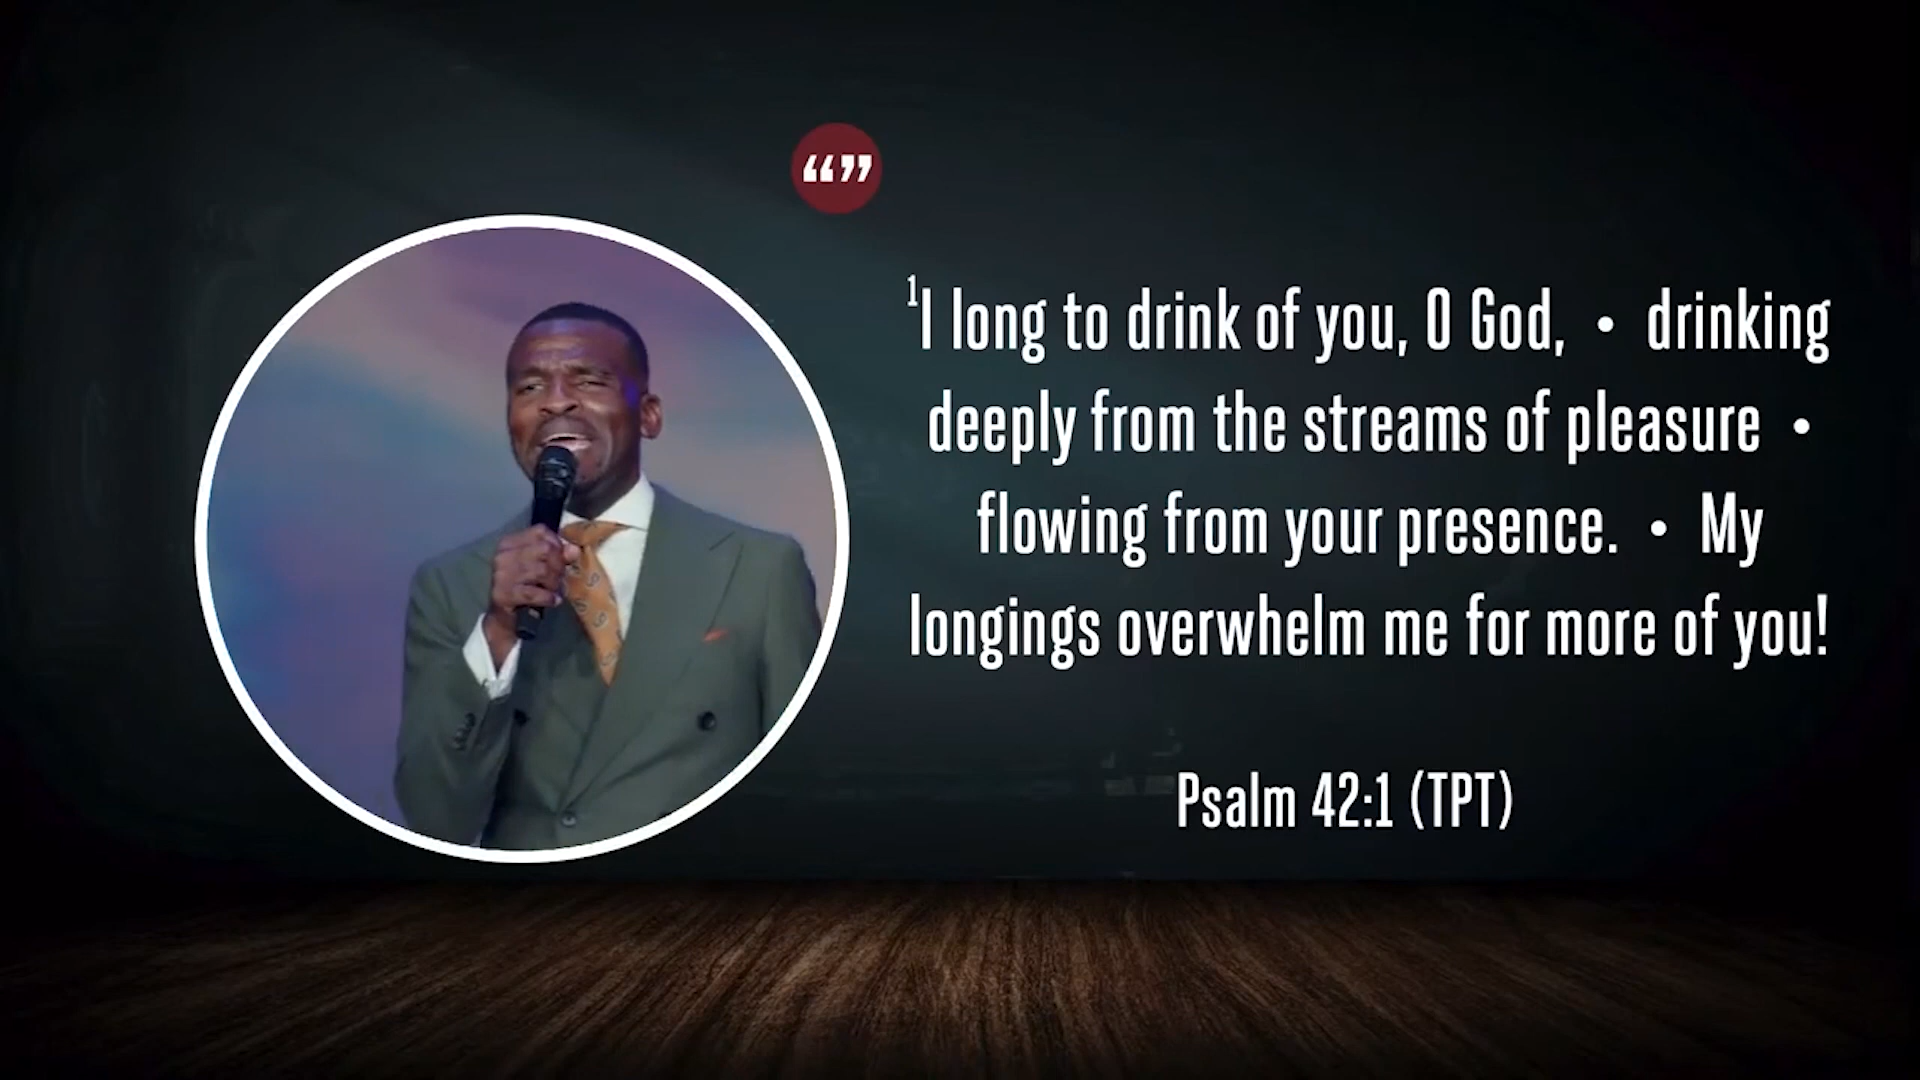 “”
¹I long to drink of you, O God, • drinking
deeply from the streams of pleasure •
flowing from your presence. • My
longings overwhelm me for more of you!
Psalm 42:1 (TPT)